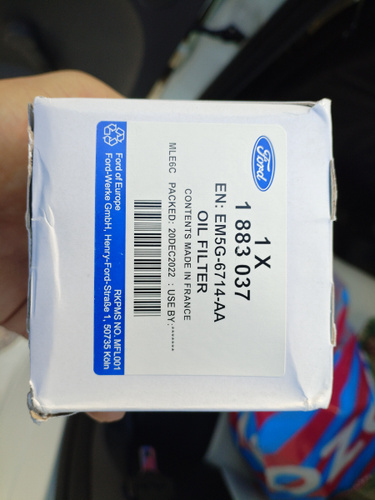 Ford
1 X
1 883 037
EN: EM5G-6714-AA
OIL FILTER
CONTENTS MADE IN FRANCE
MLE6C PACKED: 20DEC2022 : USE BY:*******
RKPMS NO. MFL001
Ford of Europe
Ford-Werke GmbH, Henry-Ford-Straße 1, 50735 Köln